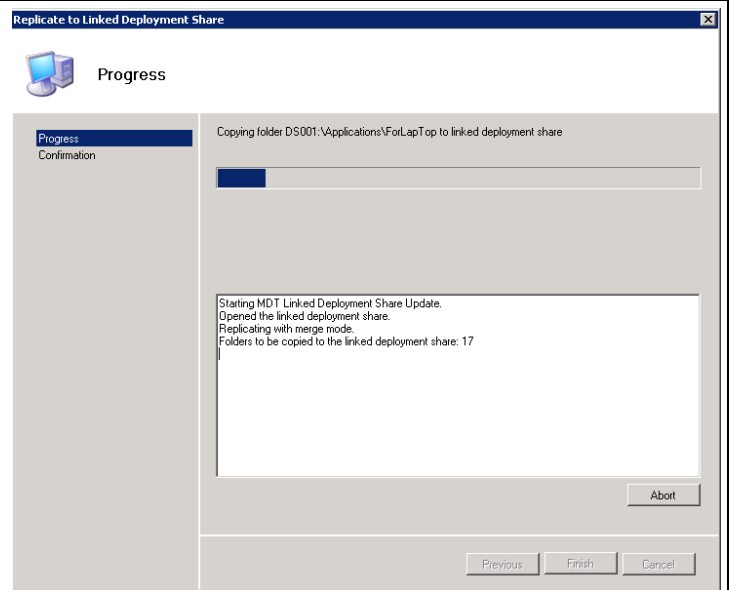 Replicate to Linked Deployment Share
Progress
Progress
Confirmation
Copying folder DS001:\Applications\ForLapTop to linked deployment share
Starting MDT Linked Deployment Share Update.
Opened the linked deployment share.
Replicating with merge mode.
Folders to be copied to the linked deployment share: 17
Abort
Previous
Finish
Cancel